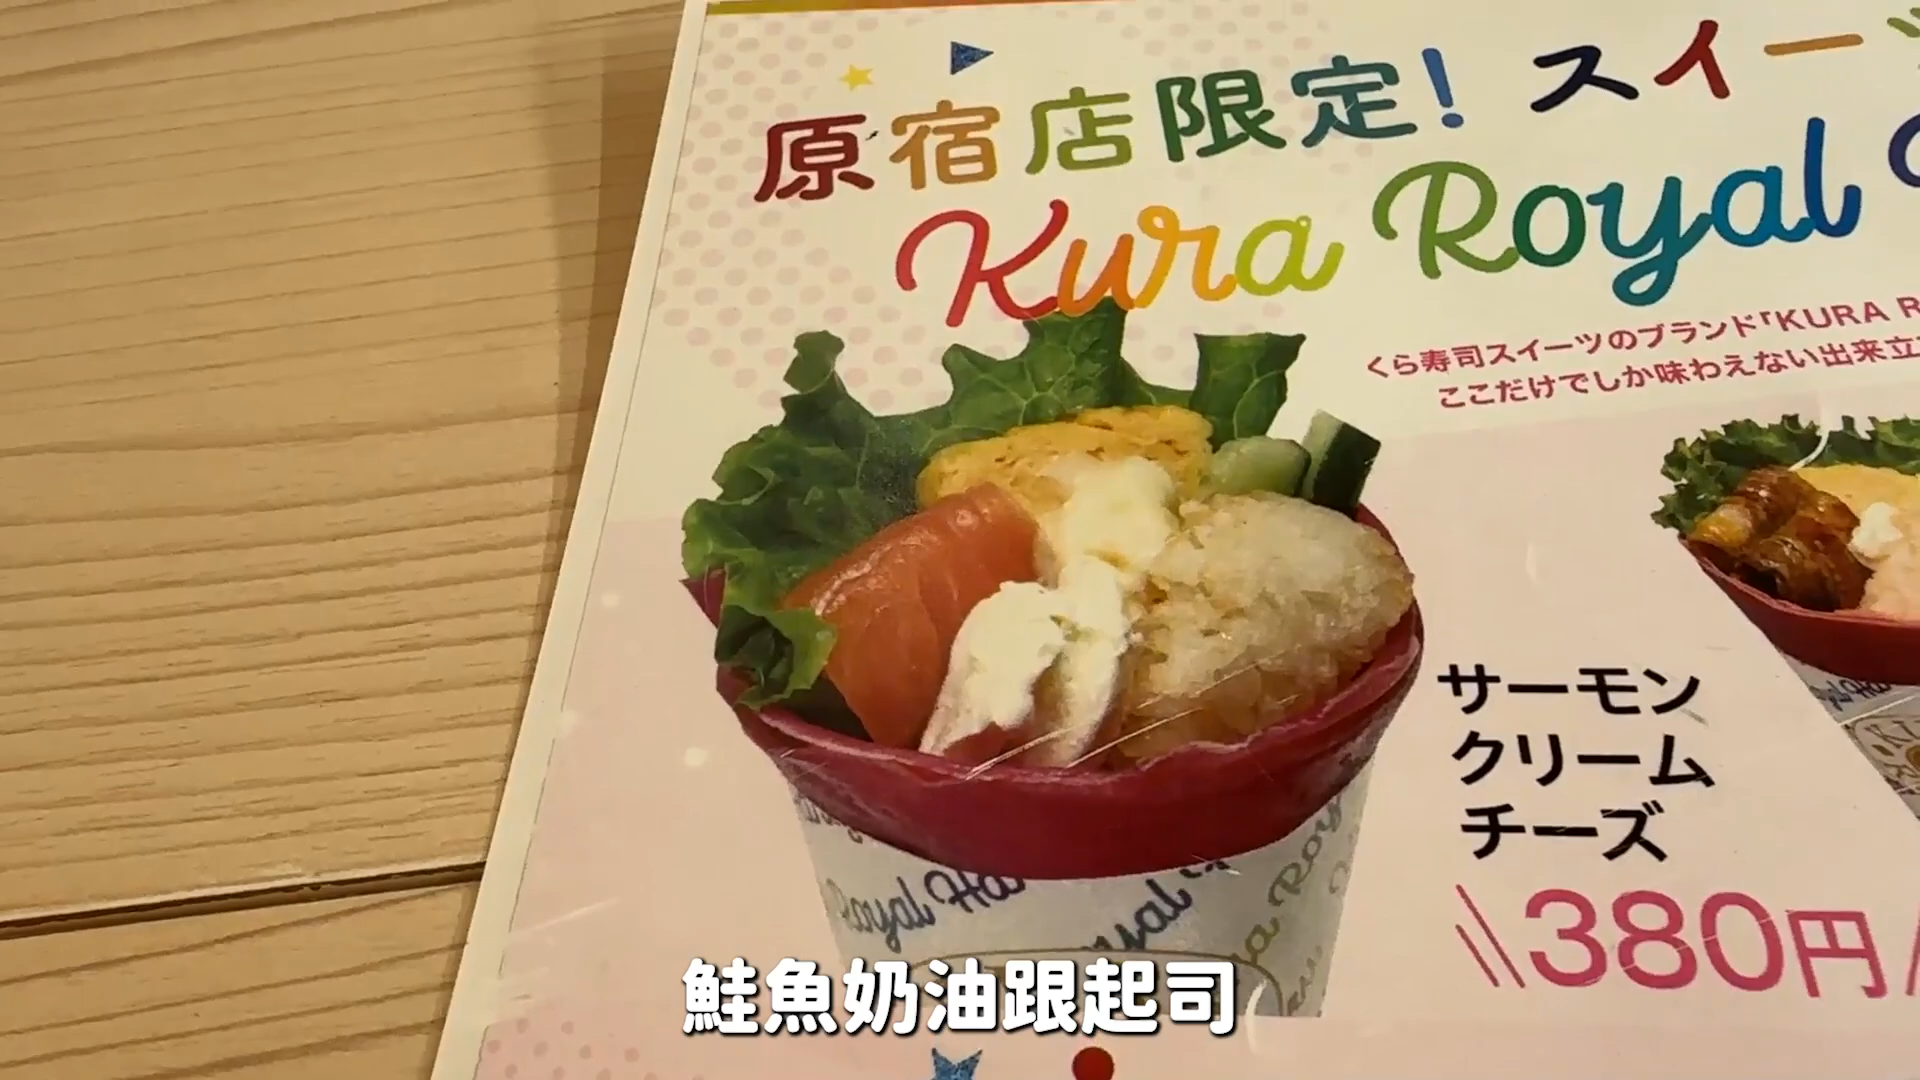 原宿店限定! スイー
Kura Royal
くら寿司スイーツのブランド「KURA R
ここだけでしか味わえない出来立
サーモン
クリーム
チーズ
380円
Royal
鮭魚奶油跟起司